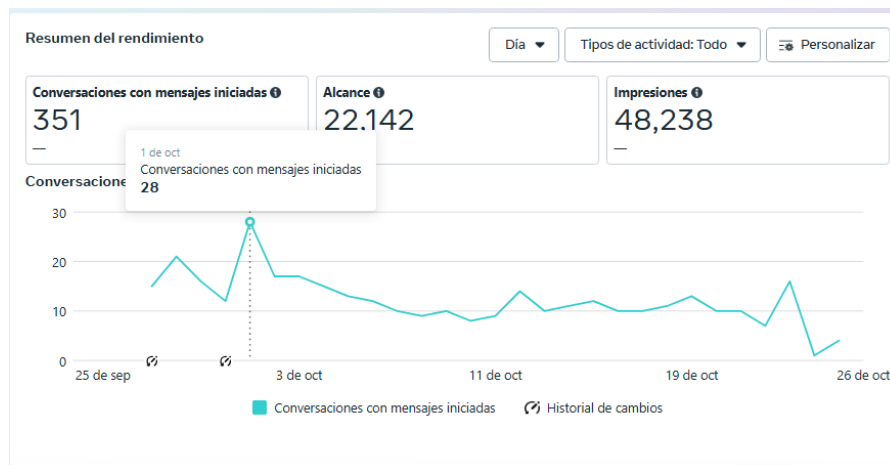 Resumen del rendimiento
Día
Tipos de actividad: Todo
Personalizar
Conversaciones con mensajes iniciadas
351
—
Alcance
22,142
Impresiones
48,238
—
1 de oct
Conversaciones con mensajes iniciadas
28
Conversacione
30
20
10
0
25 de sep
3 de oct
11 de oct
19 de oct
26 de oct
Conversaciones con mensajes iniciadas
Historial de cambios